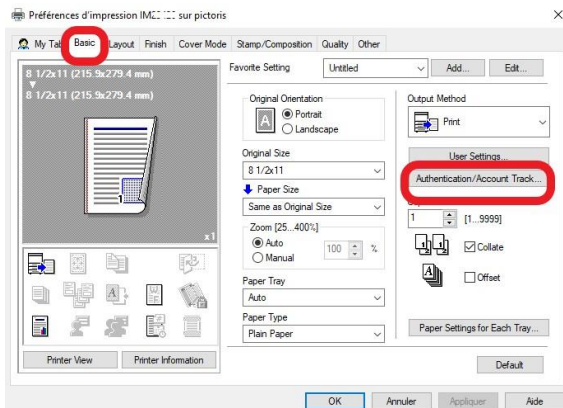 Préférences d'impression sur pictoris
My Tab Basic Layout Finish Cover Mode Stamp/Composition Quality Other
8 1/2x11 (215.9x279.4 mm)
8 1/2x11 (215.9x279.4 mm)
1
x1
Printer View Printer Information
Favorite Setting Untitled Add... Edit...
Original Orientation
A Portrait
Landscape
Original Size
8 1/2x11
Paper Size
Same as Original Size
Zoom [25...400%]
Auto
Manual
100 %
Paper Tray
Auto
Paper Type
Plain Paper
Output Method
Print
User Settings...
Authentication/Account Track...
1 [1...9999]
Collate
Offset
Paper Settings for Each Tray...
Default
OK Annuler Appliquer Aide